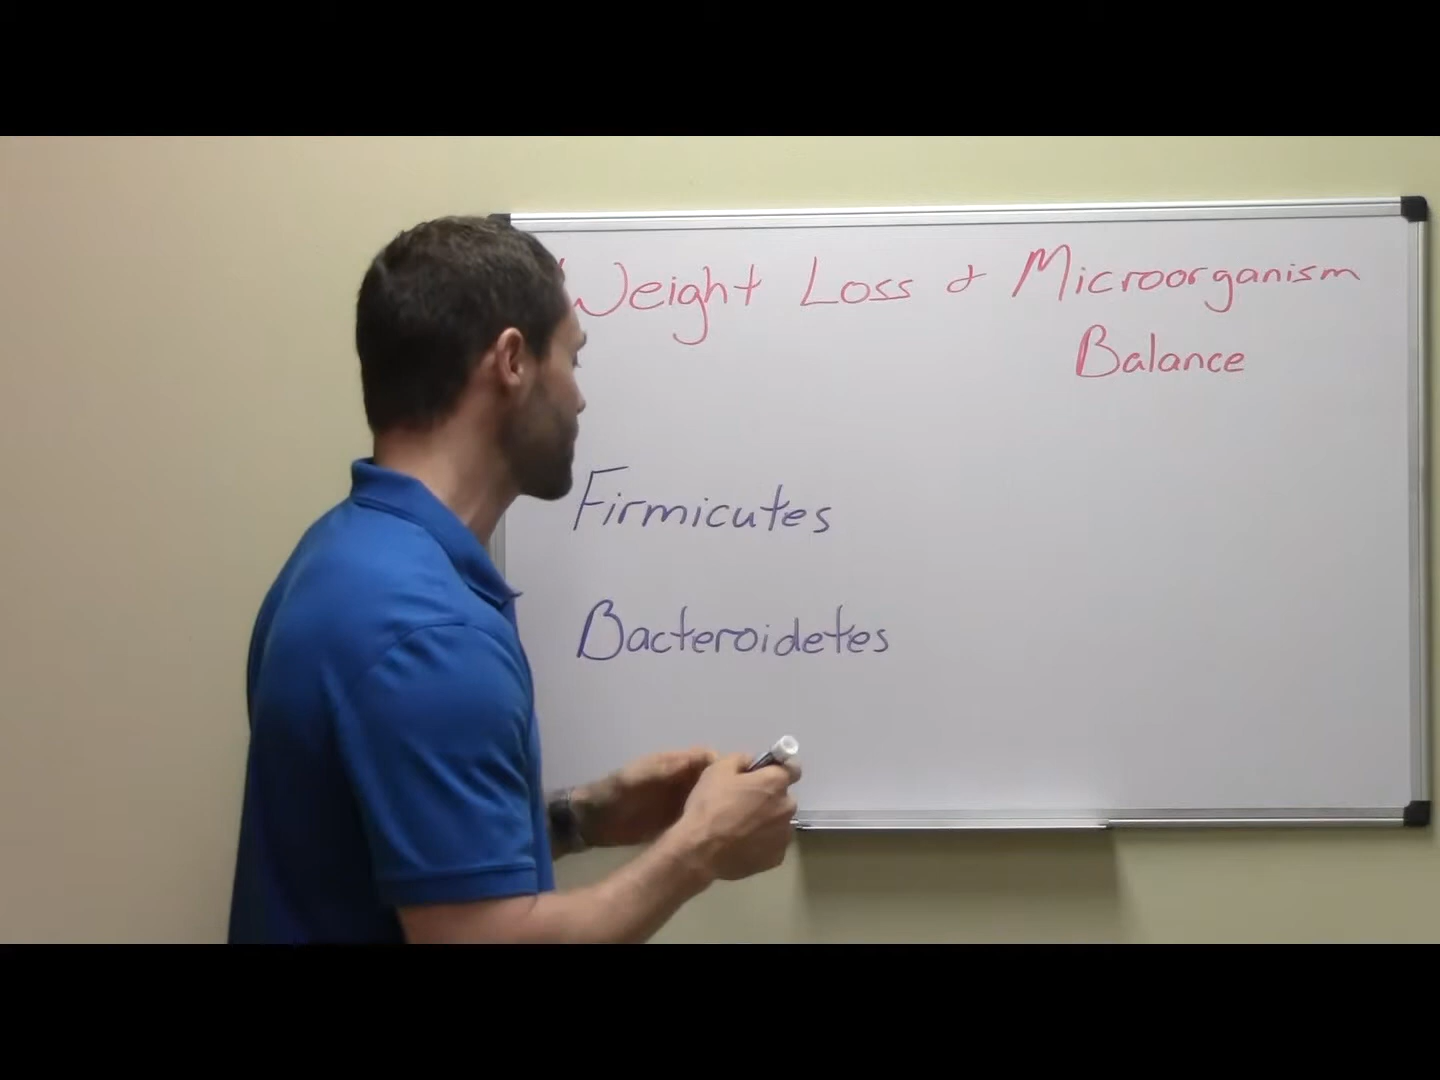 Weight Loss & Microorganism
Balance
Firmicutes
Bacteroidetes